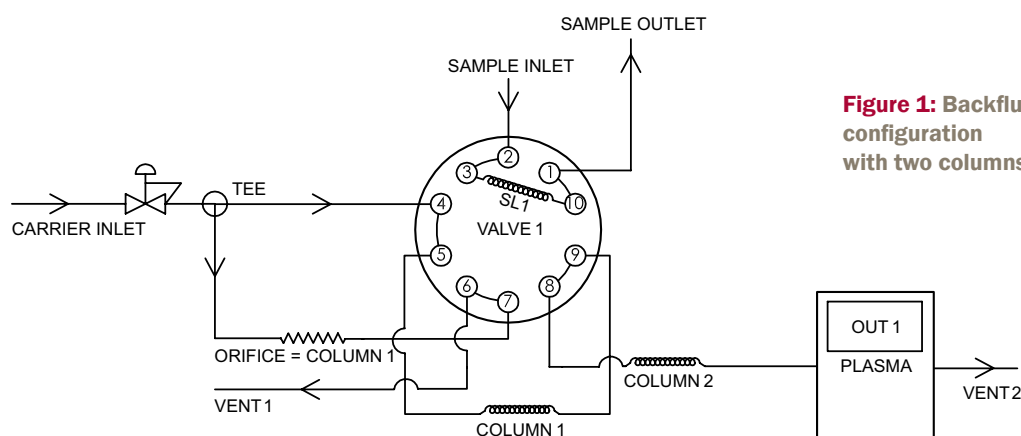 SAMPLE OUTLET
SAMPLE INLET
Figure 1: Backflu
configuration
with two columns
2
3
1
SL1
10
TEE
4
VALVE 1
CARRIER INLET
5
9
6
7
8
ORIFICE = COLUMN 1
OUT 1
PLASMA
COLUMN 2
VENT 1
VENT2
COLUMN 1